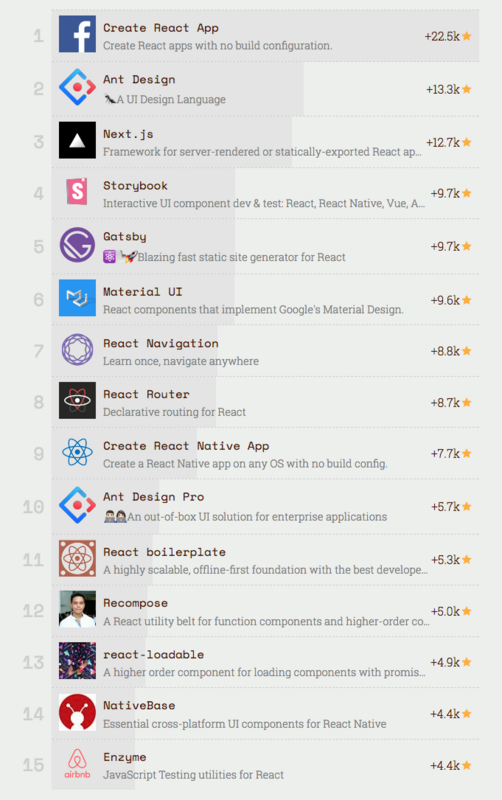 1
Create React App
Create React apps with no build configuration.
+22.5k
2
Ant Design
A UI Design Language
+13.3k
3
Next.js
Framework for server-rendered or statically-exported React ap...
+12.7k
4
Storybook
Interactive UI component dev & test: React, React Native, Vue, A...
+9.7k
5
Gatsby
Blazing fast static site generator for React
+9.7k
6
Material UI
React components that implement Google's Material Design.
+9.6k
7
React Navigation
Learn once, navigate anywhere
+8.8k
8
React Router
Declarative routing for React
+8.7k
9
Create React Native App
Create a React Native app on any OS with no build config.
+7.7k
10
Ant Design Pro
An out-of-box UI solution for enterprise applications
+5.7k
11
React boilerplate
A highly scalable, offline-first foundation with the best develope...
+5.3k
12
Recompose
A React utility belt for function components and higher-order co...
+5.0k
13
react-loadable
A higher order component for loading components with promis...
+4.9k
14
NativeBase
Essential cross-platform UI components for React Native
+4.4k
15
airbnb
Enzyme
JavaScript Testing utilities for React
+4.4k